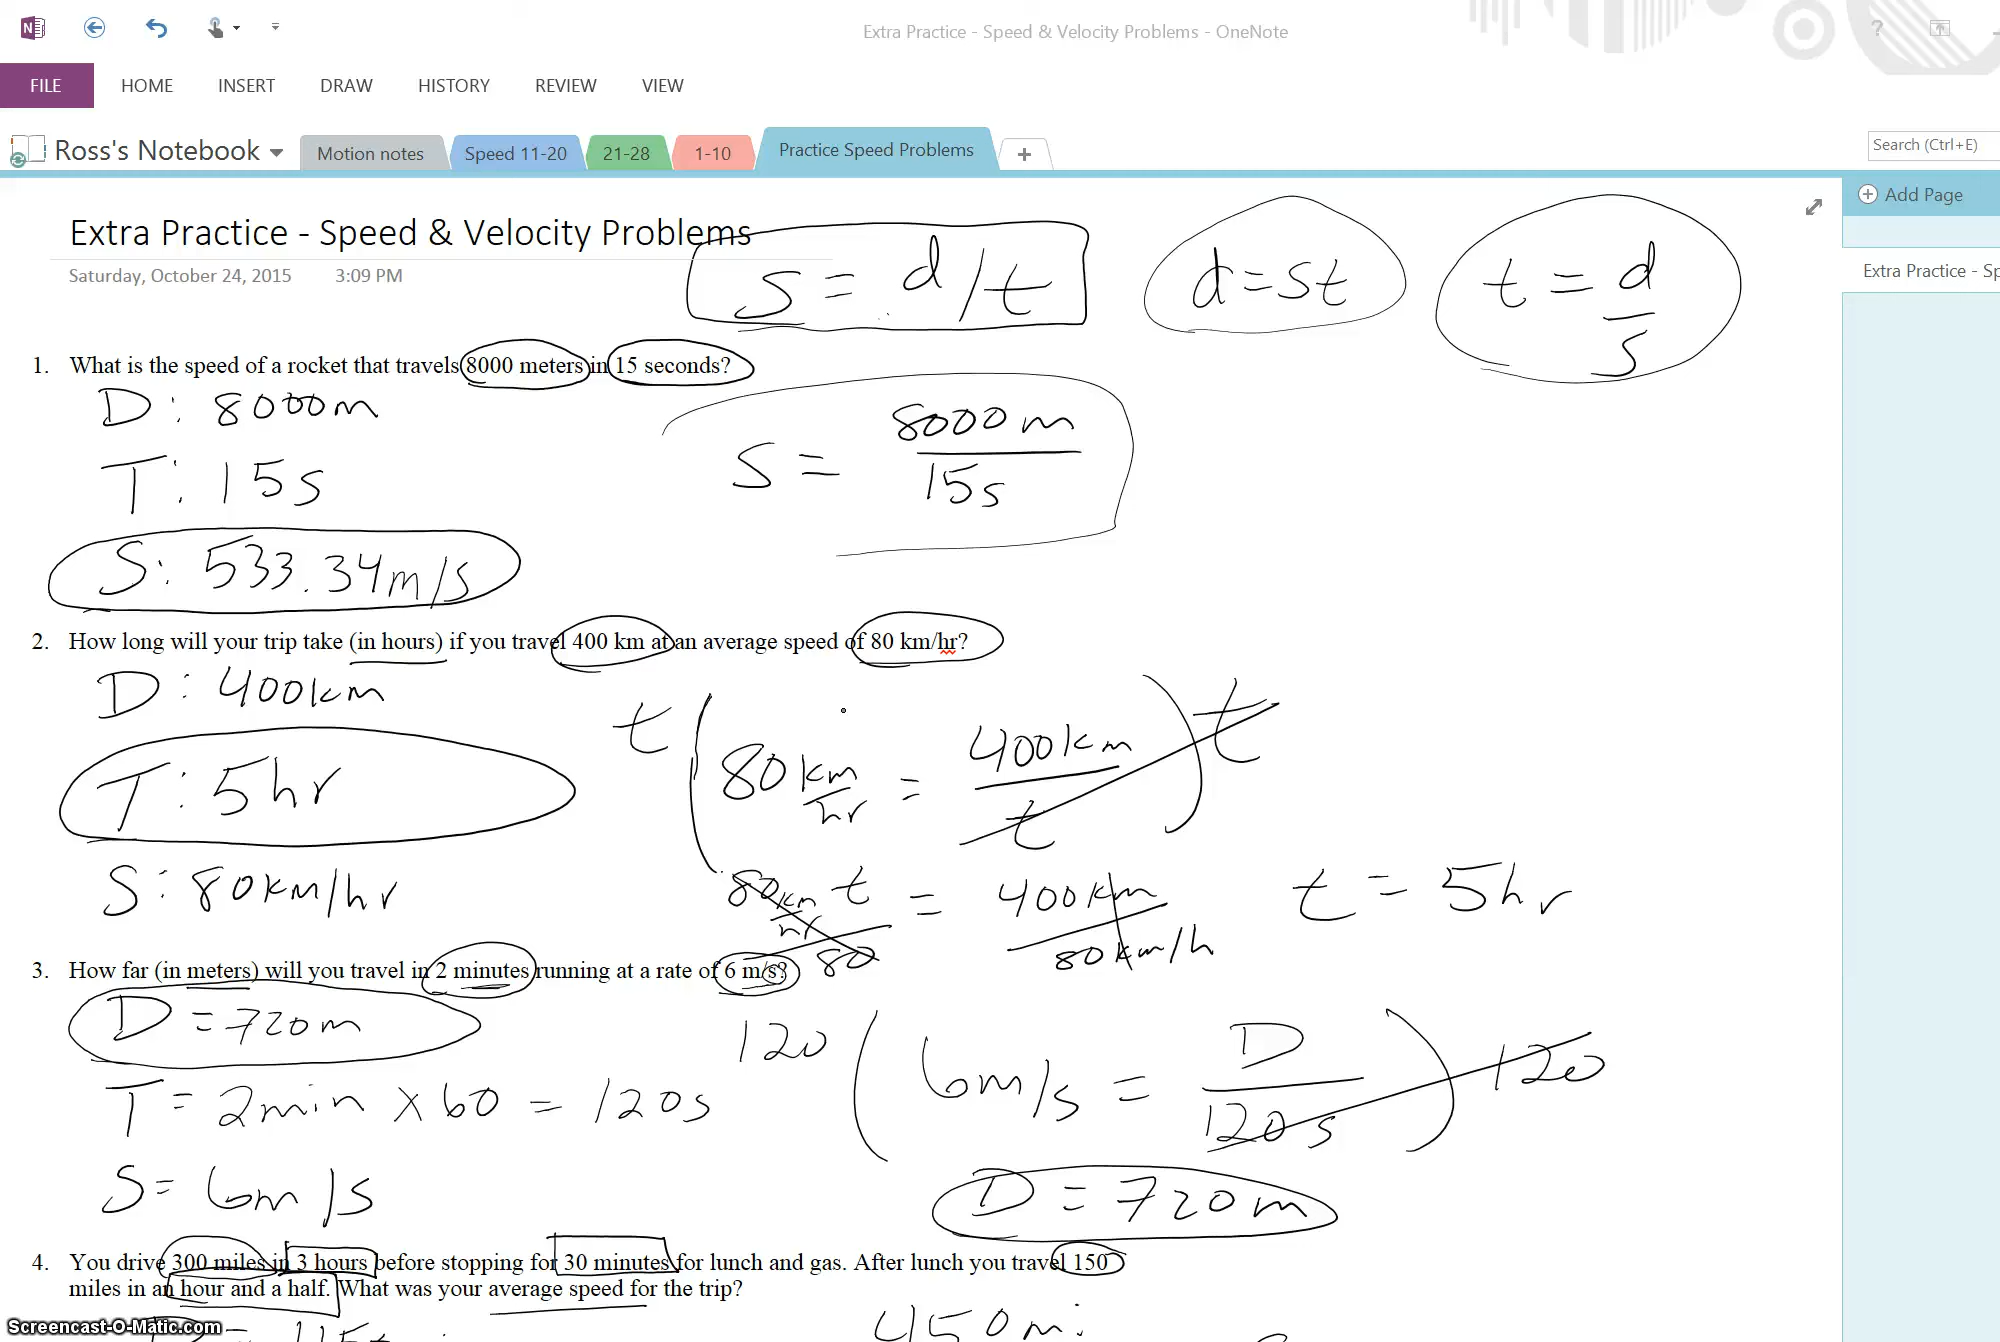 Extra Practice - Speed & Velocity Problems - OneNote
?
FILE HOME INSERT DRAW HISTORY REVIEW VIEW
Ross's Notebook Motion notes Speed 11-20 21-28 1-10 Practice Speed Problems +
Search (Ctrl+E)
Add Page
Extra Practice - Sp
Extra Practice - Speed & Velocity Problems
Saturday, October 24, 2015 3:09 PM
s = d/t
d = st
t = d/s
1. What is the speed of a rocket that travels 8000 meters in 15 seconds?
D: 8000m
T: 15s
S: 533.34m/s
s = 8000m
15s
2. How long will your trip take (in hours) if you travel 400 km at an average speed of 80 km/hr?
D: 400km
T: 5hr
S: 80km/hr
t ( 80 km/hr = 400km/t ) t
80 km/hr t = 400km t = 5hr
80 80km/h
3. How far (in meters) will you travel in 2 minutes running at a rate of 6 m/s?
D = 720m
T = 2min x 60 = 120s
S = 6m/s
120 ( 6m/s = D/120s ) 120
D = 720m
4. You drive 300 miles in 3 hours before stopping for 30 minutes for lunch and gas. After lunch you travel 150
miles in an hour and a half. What was your average speed for the trip?
450mi
Screencast-O-Matic.com